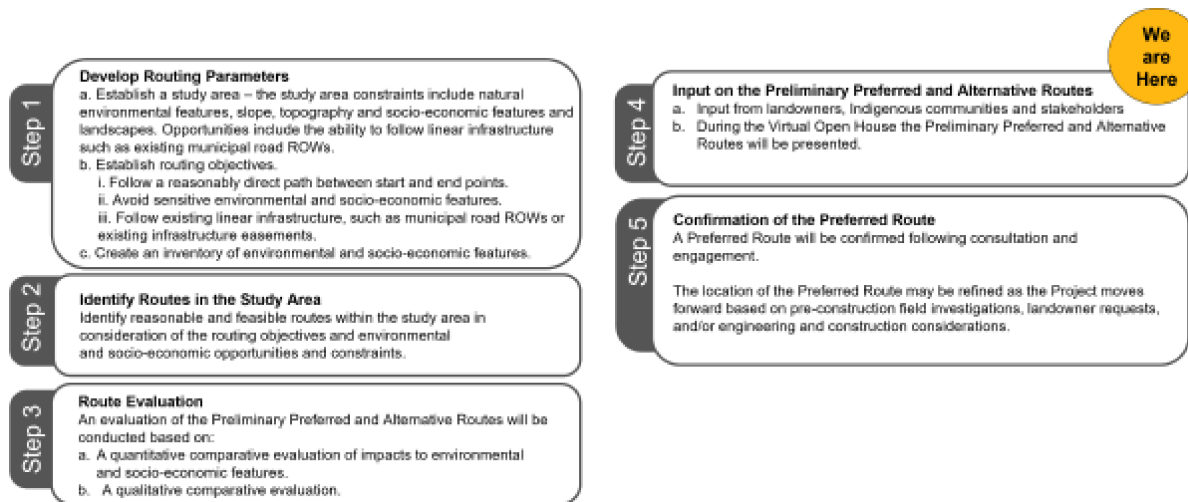 Step 1
Develop Routing Parameters
a. Establish a study area – the study area constraints include natural
environmental features, slope, topography and socio-economic features and
landscapes. Opportunities include the ability to follow linear infrastructure
such as existing municipal road ROWs.
b. Establish routing objectives.
i. Follow a reasonably direct path between start and end points.
ii. Avoid sensitive environmental and socio-economic features.
iii. Follow existing linear infrastructure, such as municipal road ROWs or
existing infrastructure easements.
c. Create an inventory of environmental and socio-economic features.
Step 2
Identify Routes in the Study Area
Identify reasonable and feasible routes within the study area in
consideration of the routing objectives and environmental
and socio-economic opportunities and constraints.
Step 3
Route Evaluation
An evaluation of the Preliminary Preferred and Alternative Routes will be
conducted based on:
a. A quantitative comparative evaluation of impacts to environmental
and socio-economic features.
b. A qualitative comparative evaluation.
We
are
Here
Step 4
Input on the Preliminary Preferred and Alternative Routes
a. Input from landowners, Indigenous communities and stakeholders
b. During the Virtual Open House the Preliminary Preferred and Alternative
Routes will be presented.
Step 5
Confirmation of the Preferred Route
A Preferred Route will be confirmed following consultation and
engagement.
The location of the Preferred Route may be refined as the Project moves
forward based on pre-construction field investigations, landowner requests,
and/or engineering and construction considerations.